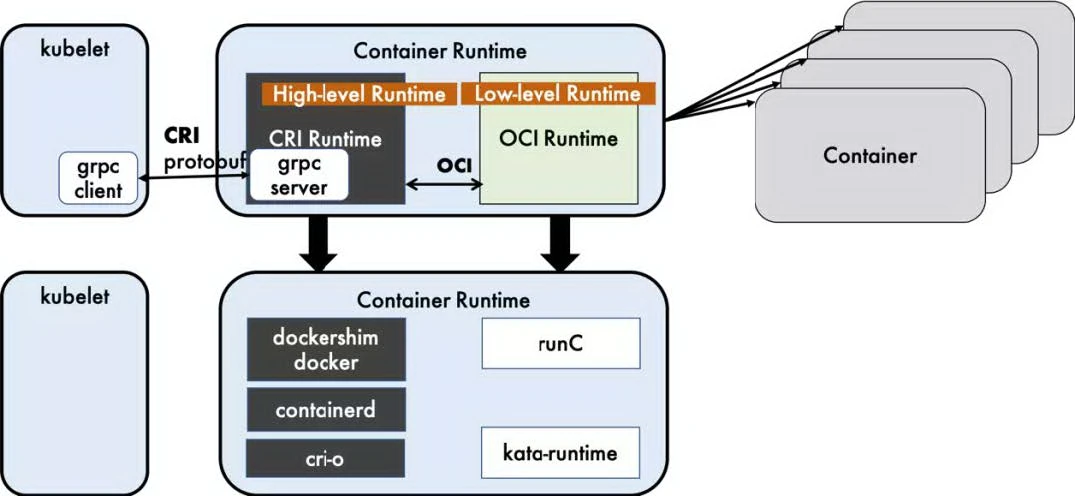 kubelet
Container Runtime
High-level Runtime
Low-level Runtime
CRI
protobuf
CRI Runtime
OCI Runtime
grpc
client
grpc
server
OCI
Container
kubelet
Container Runtime
dockershim
docker
runC
containerd
cri-o
kata-runtime